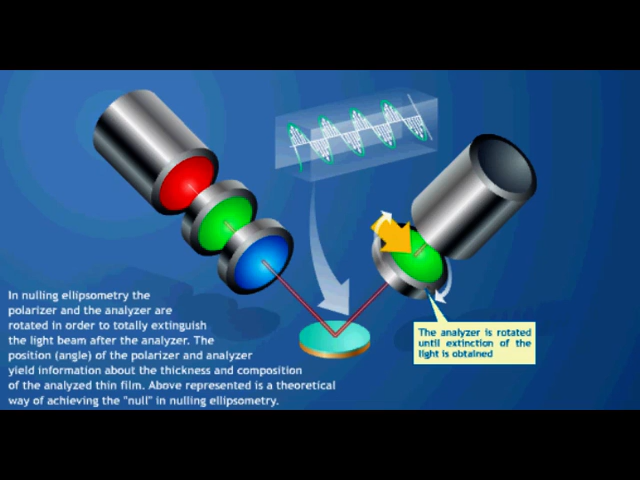 In nulling ellipsometry the
polarizer and the analyzer are
rotated in order to totally extinguish
the light beam after the analyzer. The
position (angle) of the polarizer and analyzer
yield information about the thickness and composition
of the analyzed thin film. Above represented is a theoretical
way of achieving the "null" in nulling ellipsometry.
The analyzer is rotated
until extinction of the
light is obtained